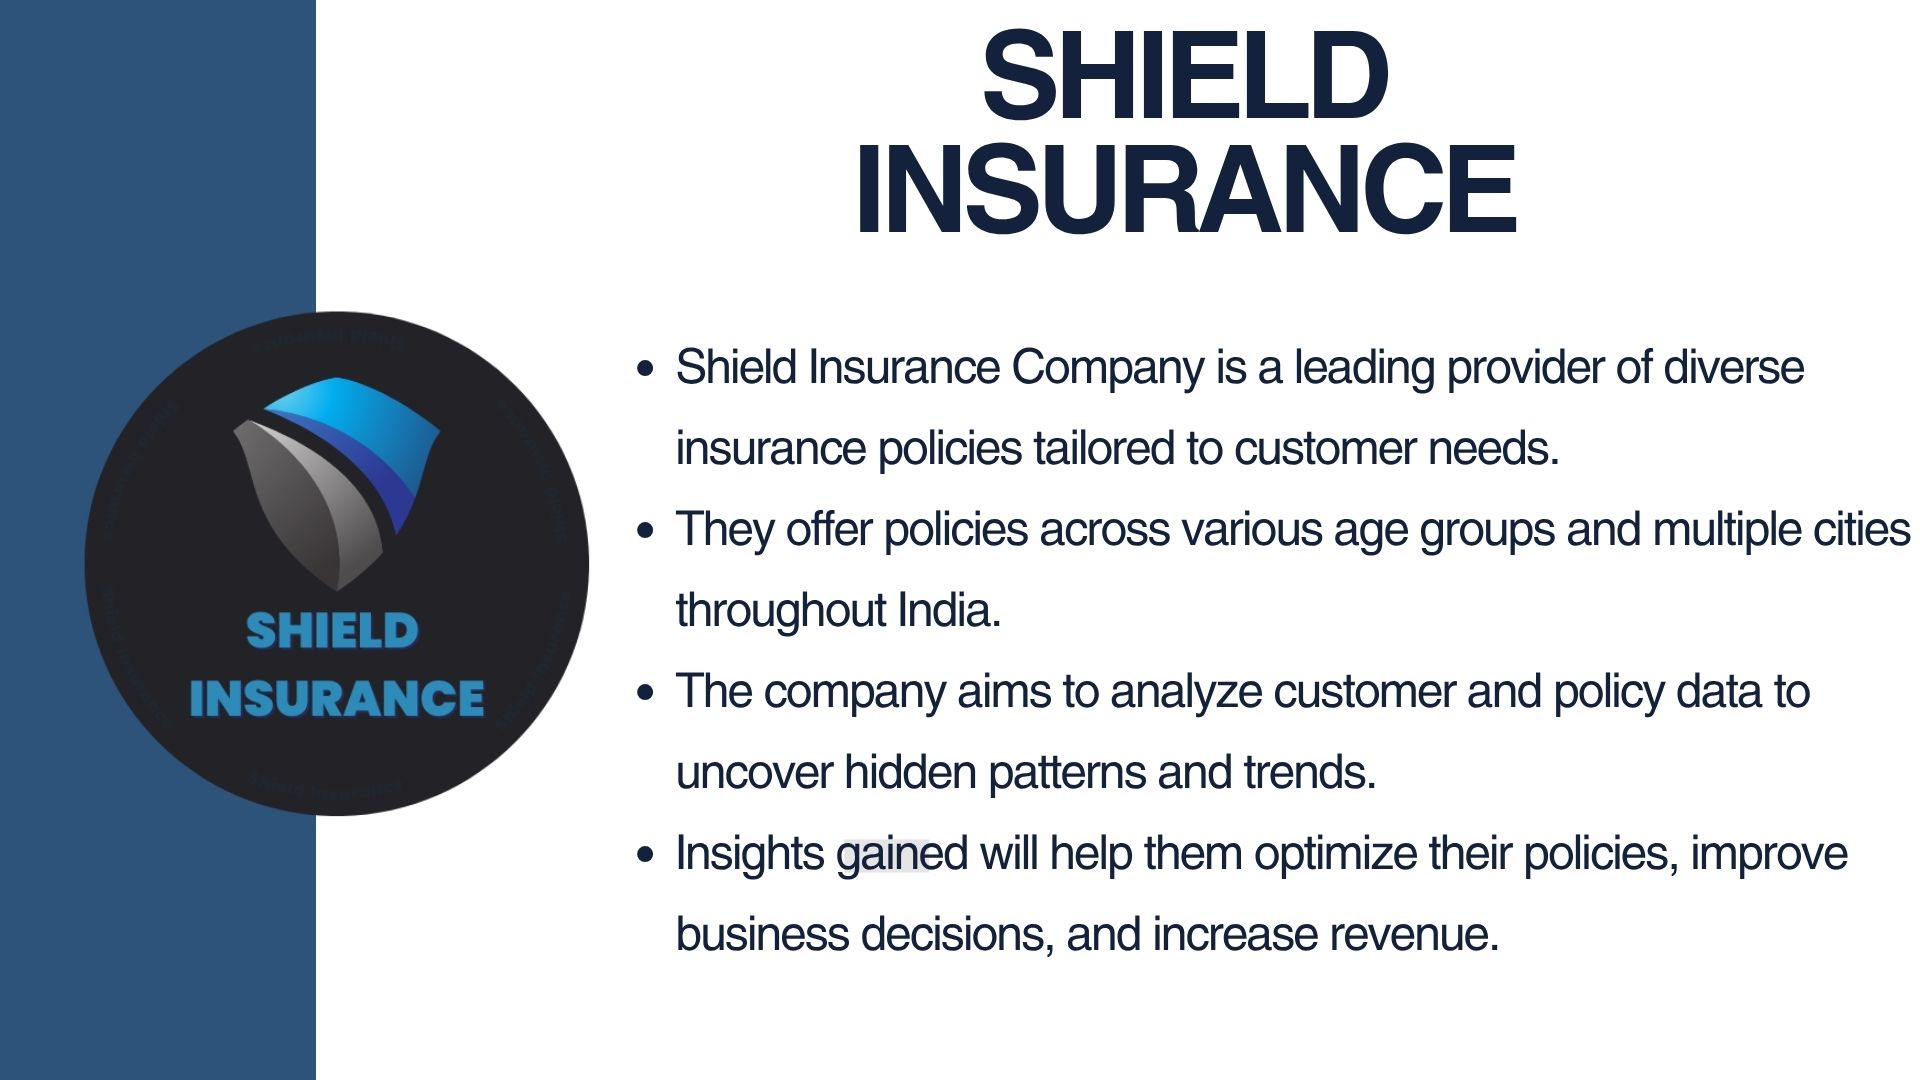 SHIELD
INSURANCE
SHIELD
INSURANCE
• Shield Insurance Company is a leading provider of diverse
insurance policies tailored to customer needs.
• They offer policies across various age groups and multiple cities
throughout India.
• The company aims to analyze customer and policy data to
uncover hidden patterns and trends.
• Insights gained will help them optimize their policies, improve
business decisions, and increase revenue.